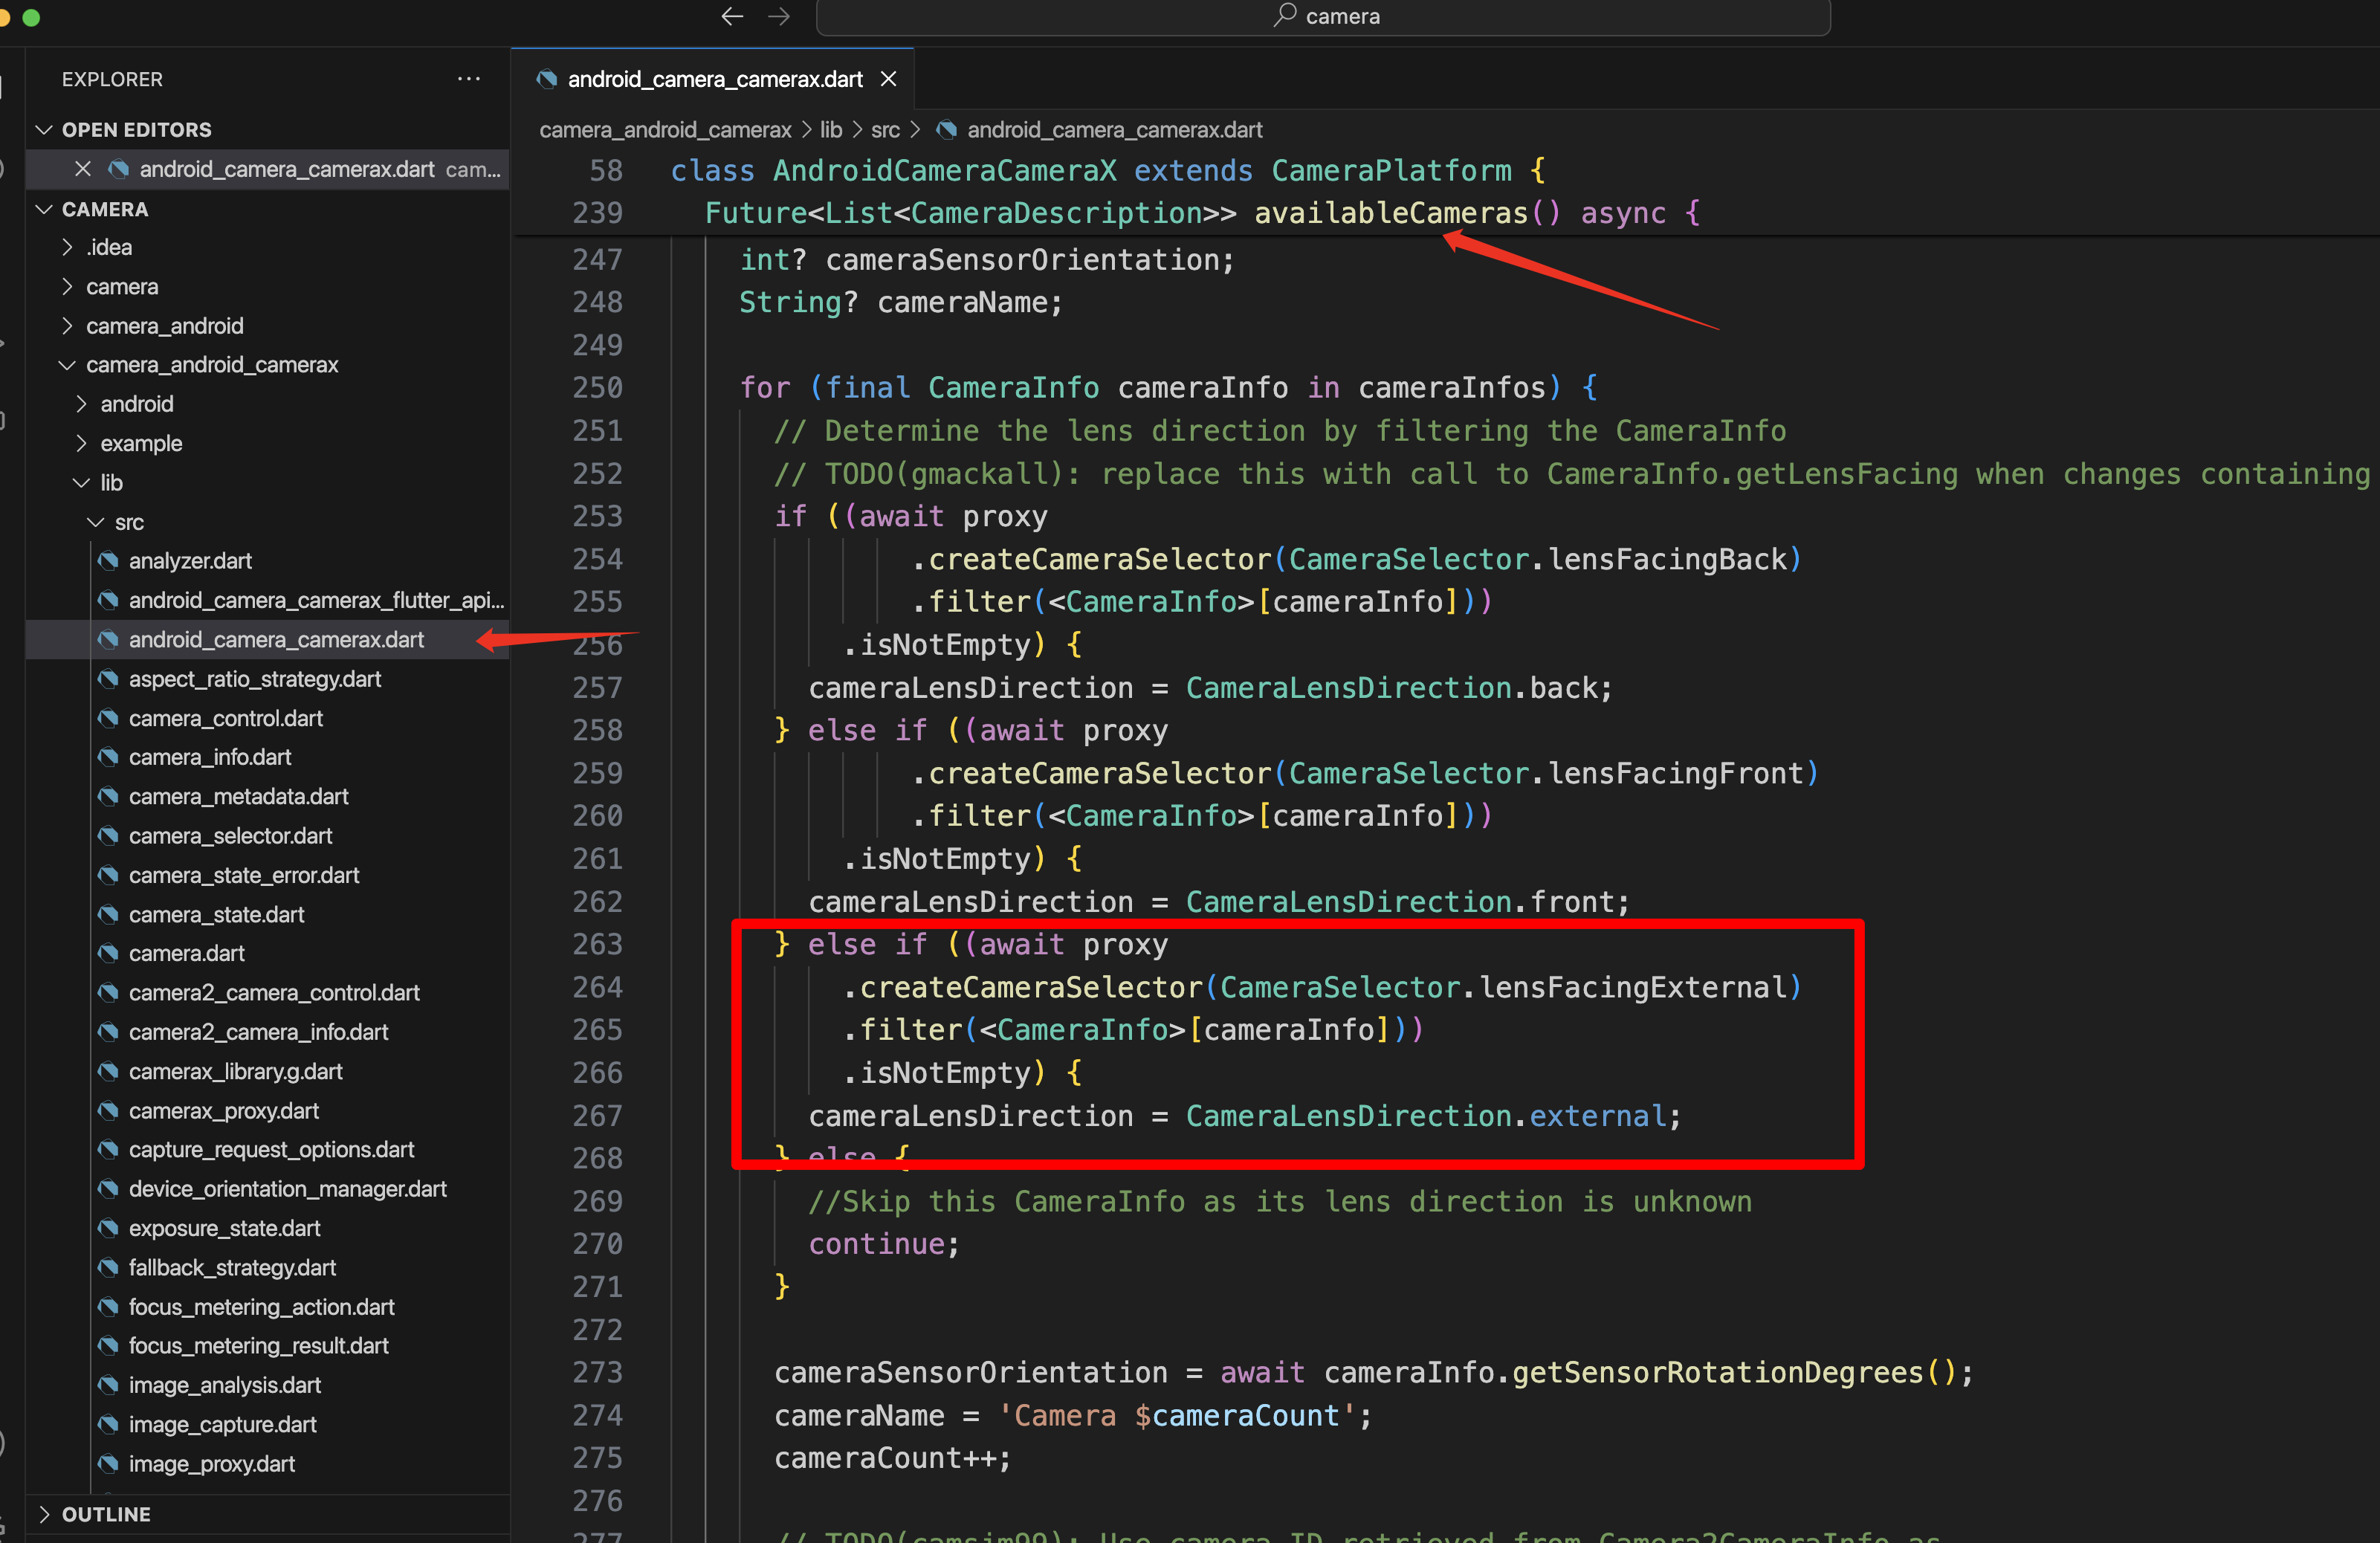 camera
EXPLORER
OPEN EDITORS
android_camera_camerax.dart cam...
CAMERA
.idea
camera
camera_android
camera_android_camerax
android
example
lib
src
analyzer.dart
android_camera_camerax_flutter_api...
android_camera_camerax.dart
aspect_ratio_strategy.dart
camera_control.dart
camera_info.dart
camera_metadata.dart
camera_selector.dart
camera_state_error.dart
camera_state.dart
camera.dart
camera2_camera_control.dart
camera2_camera_info.dart
camerax_library.g.dart
camerax_proxy.dart
capture_request_options.dart
device_orientation_manager.dart
exposure_state.dart
fallback_strategy.dart
focus_metering_action.dart
focus_metering_result.dart
image_analysis.dart
image_capture.dart
image_proxy.dart
OUTLINE
android_camera_camerax.dart
camera_android_camerax > lib > src > android_camera_camerax.dart
58 class AndroidCameraCameraX extends CameraPlatform {
239 Future<List<CameraDescription>> availableCameras() async {
247 int? cameraSensorOrientation;
248 String? cameraName;
249
250 for (final CameraInfo cameraInfo in cameraInfos) {
251 // Determine the lens direction by filtering the CameraInfo
252 // TODO(gmackall): replace this with call to CameraInfo.getLensFacing when changes containing
253 if ((await proxy
254 .createCameraSelector(CameraSelector.lensFacingBack)
255 .filter(<CameraInfo>[cameraInfo]))
256 .isNotEmpty) {
257 cameraLensDirection = CameraLensDirection.back;
258 } else if ((await proxy
259 .createCameraSelector(CameraSelector.lensFacingFront)
260 .filter(<CameraInfo>[cameraInfo]))
261 .isNotEmpty) {
262 cameraLensDirection = CameraLensDirection.front;
263 } else if ((await proxy
264 .createCameraSelector(CameraSelector.lensFacingExternal)
265 .filter(<CameraInfo>[cameraInfo]))
266 .isNotEmpty) {
267 cameraLensDirection = CameraLensDirection.external;
268 } else {
269 //Skip this CameraInfo as its lens direction is unknown
270 continue;
271 }
272
273 cameraSensorOrientation = await cameraInfo.getSensorRotationDegrees();
274 cameraName = 'Camera $cameraCount';
275 cameraCount++;
276
277 // TODO(camsim99): Use camera ID retrieved from Camera2CameraInfo as